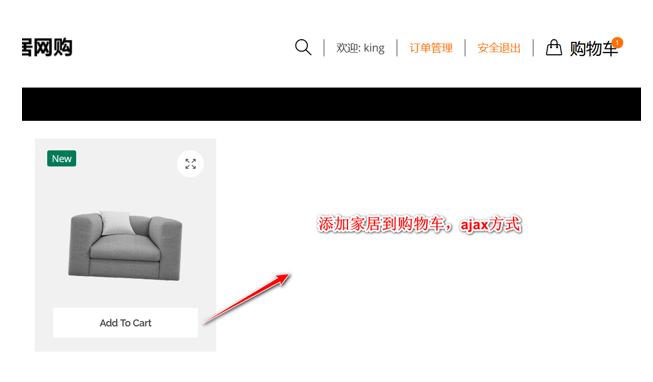 居网购
欢迎: king
订单管理
安全退出
购物车
1
New
添加家居到购物车，ajax方式
Add To Cart